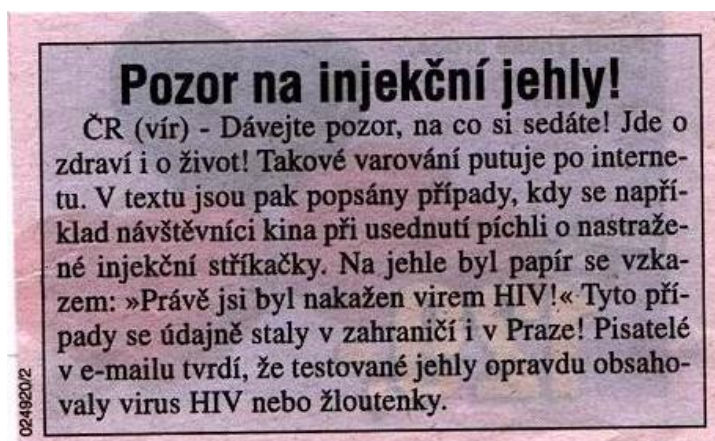 Pozor na injekční jehly!
ČR (vír) - Dávejte pozor, na co si sedáte! Jde o
zdraví i o život! Takové varování putuje po interne-
tu. V textu jsou pak popsány případy, kdy se napří-
klad návštěvníci kina při usednutí píchli o nastraže-
né injekční stříkačky. Na jehle byl papír se vzka-
zem: »Právě jsi byl nakažen virem HIV!« Tyto pří-
pady se údajně staly v zahraničí i v Praze! Pisatelé
v e-mailu tvrdí, že testované jehly opravdu obsaho-
valy virus HIV nebo žloutenky.
024920/2